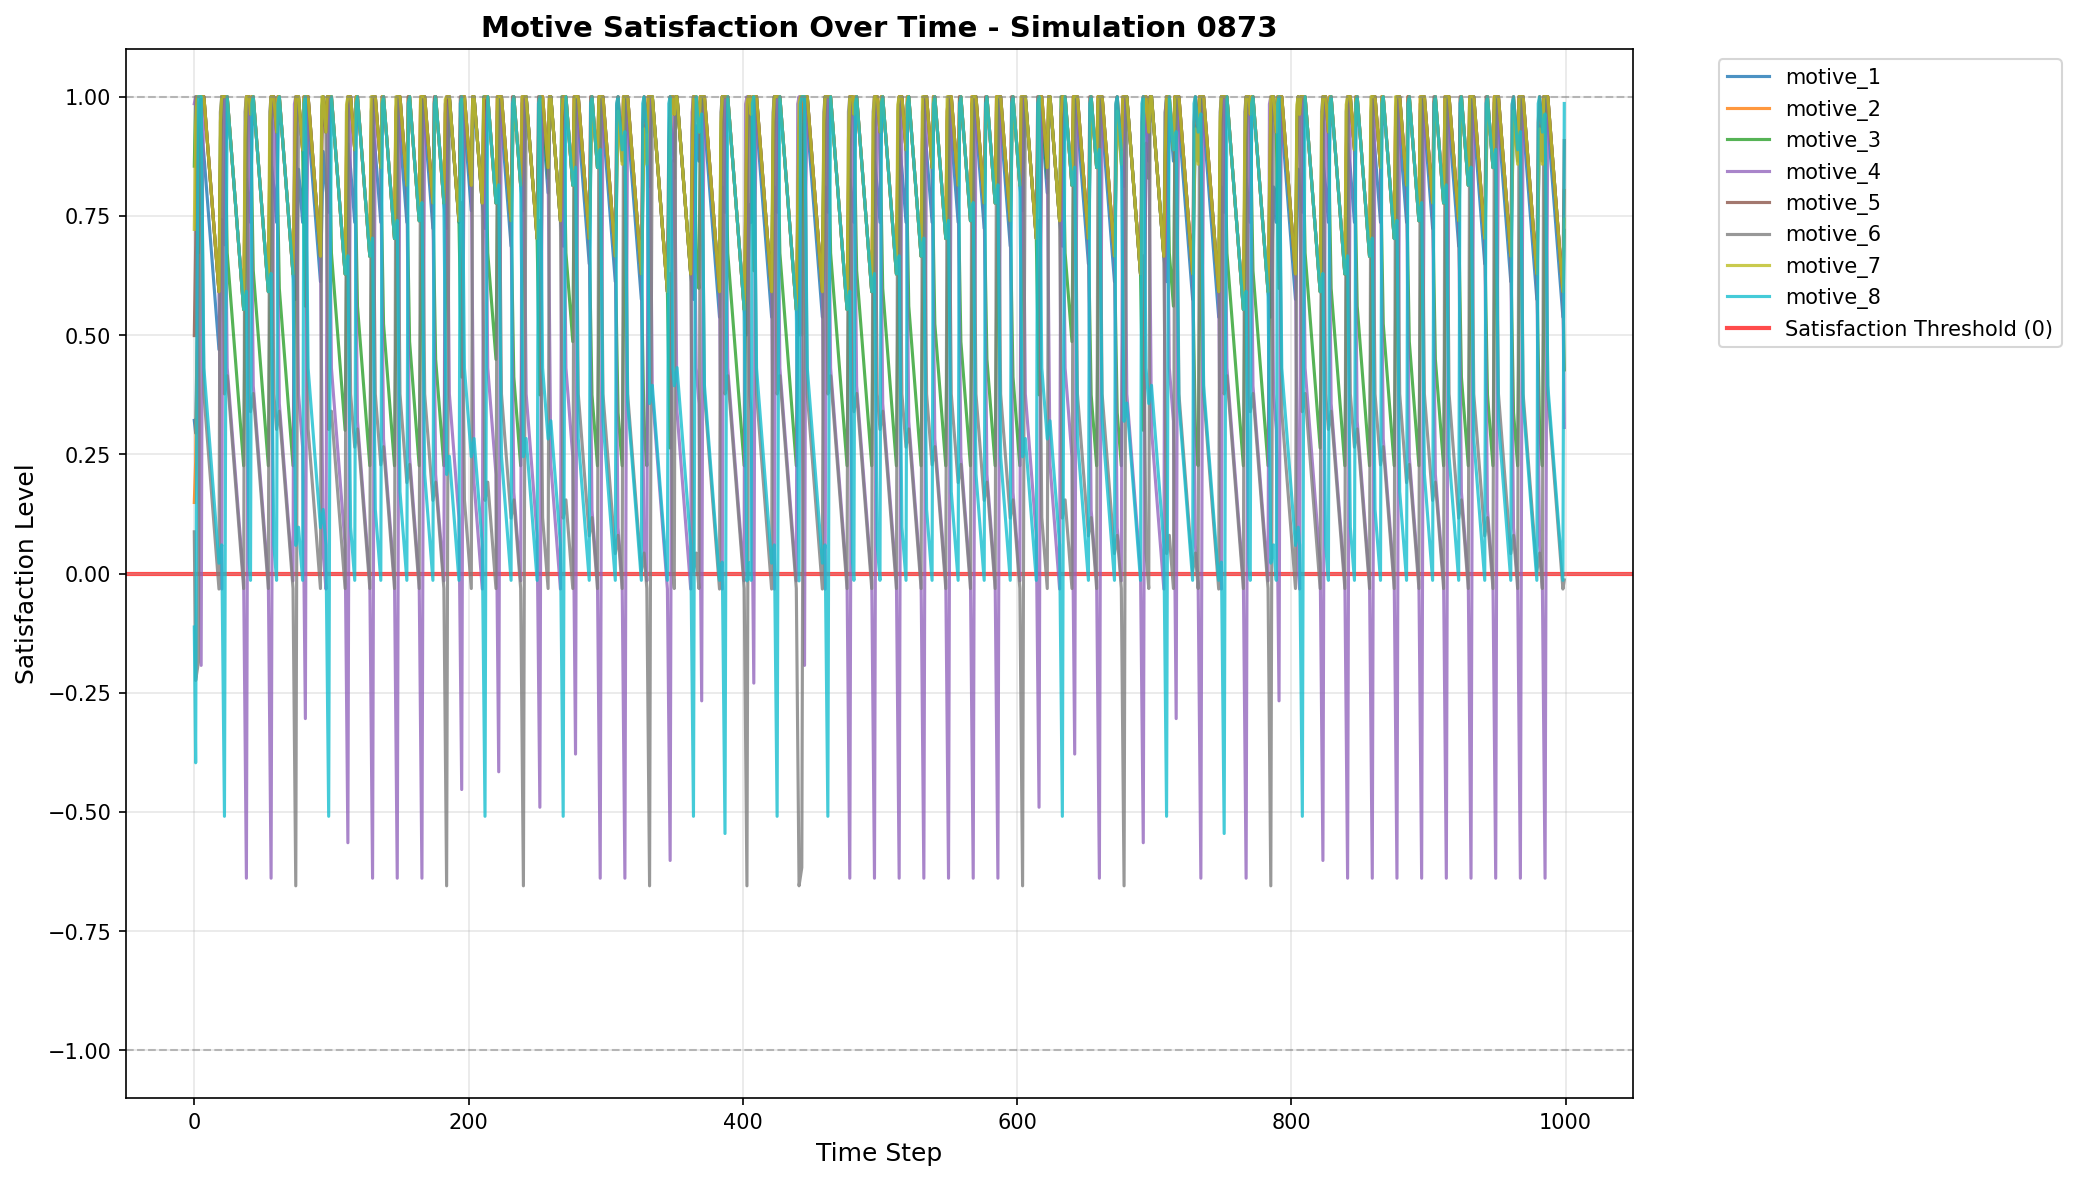 Motive Satisfaction Over Time - Simulation 0873
1.00
0.75
0.50
0.25
0.00
−0.25
−0.50
−0.75
−1.00
Satisfaction Level
0
200
400
600
800
1000
Time Step
motive_1
motive_2
motive_3
motive_4
motive_5
motive_6
motive_7
motive_8
Satisfaction Threshold (0)